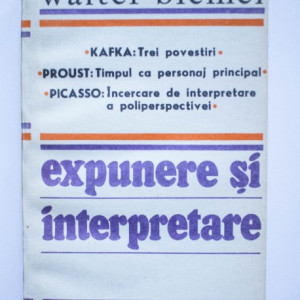 walter biemel
•KAFKA: Trei povestiri•
•PROUST: Timpul ca personaj principal•
•PICASSO: Încercare de interpretare
a poliperspectivei•
expunere și
interpretare